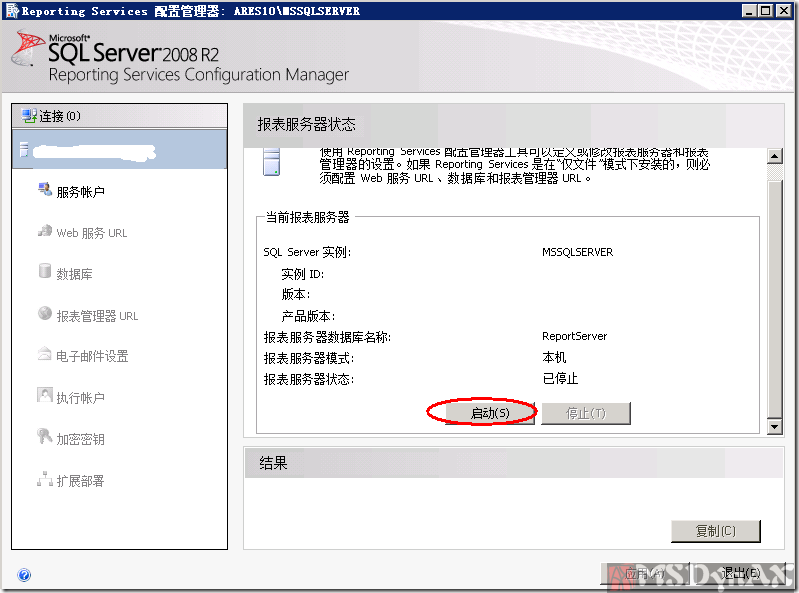 Reporting Services 配置管理器: ARES10\MSSQLSERVER
Microsoft®
SQL Server 2008 R2
Reporting Services Configuration Manager
连接(O)
服务帐户
Web 服务 URL
数据库
报表管理器 URL
电子邮件设置
执行帐户
加密密钥
扩展部署
报表服务器状态
使用 Reporting Services 配置管理器工具可以定义或修改报表服务器和报表
管理器的设置。如果 Reporting Services 是在“仅文件”模式下安装的，则必
须配置 Web 服务 URL、数据库和报表管理器 URL。
当前报表服务器
SQL Server 实例: MSSQLSERVER
实例 ID:
版本:
产品版本:
报表服务器数据库名称: ReportServer
报表服务器模式: 本机
报表服务器状态: 已停止
启动(S) 停止(T)
结果
复制(C)
应用(A) 退出(E)
MSDynAX